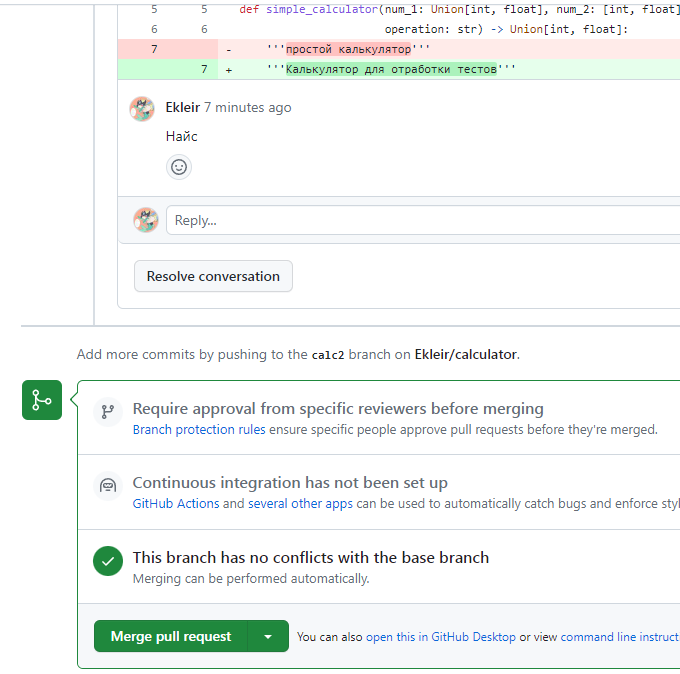 5 5 def simple_calculator(num_1: Union[int, float], num_2: [int, float]
6 6 operation: str) -> Union[int, float]:
7 - '''простой калькулятор'''
7 + '''Калькулятор для отработки тестов'''
Ekleir 7 minutes ago
Найс
Reply...
Resolve conversation
Add more commits by pushing to the calc2 branch on Ekleir/calculator.
Require approval from specific reviewers before merging
Branch protection rules ensure specific people approve pull requests before they're merged.
Continuous integration has not been set up
GitHub Actions and several other apps can be used to automatically catch bugs and enforce styl
This branch has no conflicts with the base branch
Merging can be performed automatically.
Merge pull request You can also open this in GitHub Desktop or view command line instruct